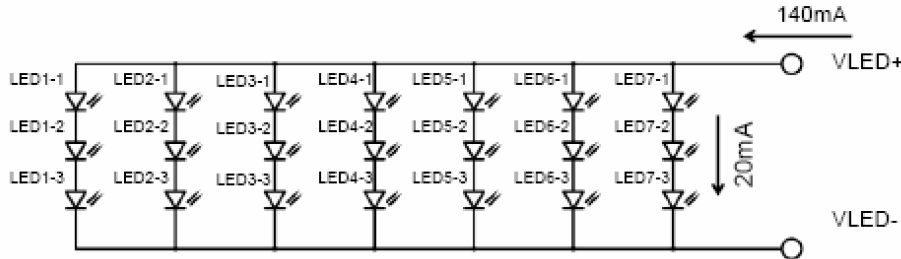 140mA
VLED+
LED1-1 LED2-1 LED3-1 LED4-1 LED5-1 LED6-1 LED7-1
LED1-2 LED2-2 LED3-2 LED4-2 LED5-2 LED6-2 LED7-2
20mA
LED1-3 LED2-3 LED3-3 LED4-3 LED5-3 LED6-3 LED7-3
VLED-